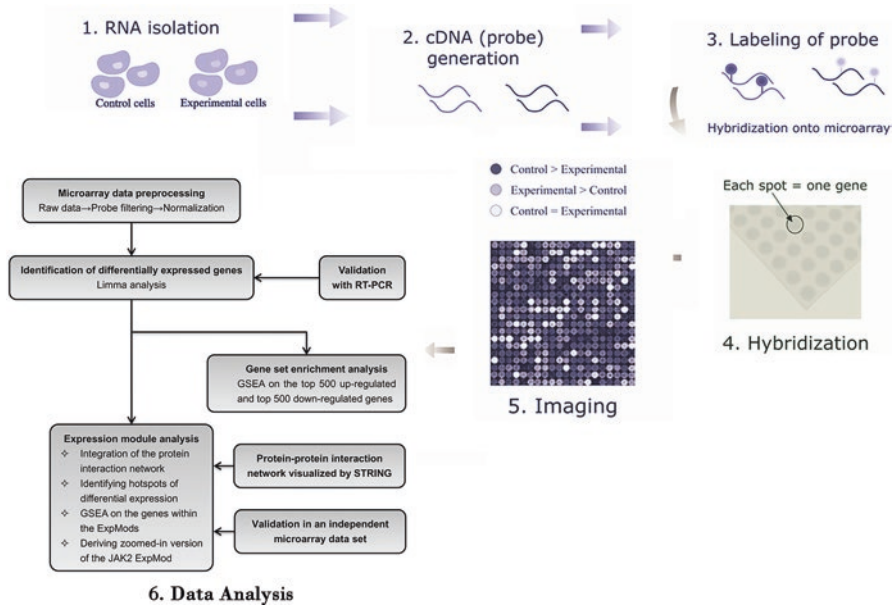 1. RNA isolation
Control cells
Experimental cells
2. cDNA (probe)
generation
3. Labeling of probe
Hybridization onto microarray
Each spot = one gene
4. Hybridization
Control > Experimental
Experimental > Control
Control = Experimental
5. Imaging
Microarray data preprocessing
Raw data→Probe filtering→Normalization
Identification of differentially expressed genes
Limma analysis
Validation
with RT-PCR
Gene set enrichment analysis
GSEA on the top 500 up-regulated
and top 500 down-regulated genes
Expression module analysis
✧ Integration of the protein
interaction network
✧ Identifying hotspots of
differential expression
✧ GSEA on the genes within
the ExpMods
✧ Deriving zoomed-in version
of the JAK2 ExpMod
Protein-protein interaction
network visualized by STRING
Validation in an independent
microarray data set
6. Data Analysis